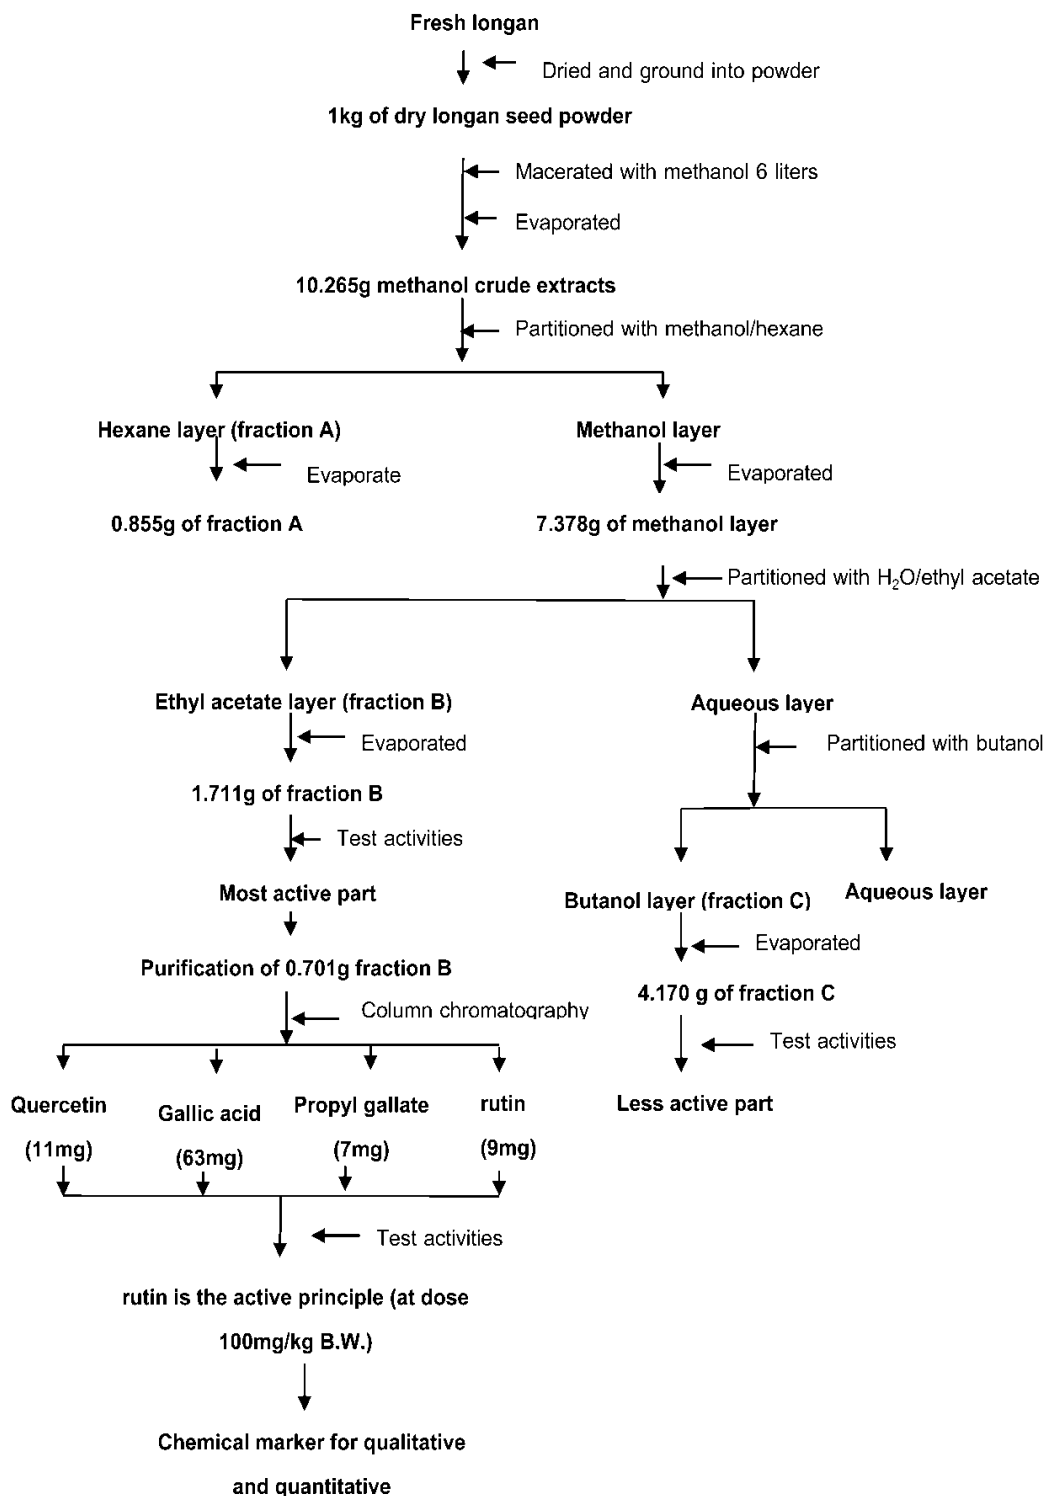 Fresh longan
Dried and ground into powder
1kg of dry longan seed powder
Macerated with methanol 6 liters
Evaporated
10.265g methanol crude extracts
Partitioned with methanol/hexane
Hexane layer (fraction A)
Methanol layer
Evaporate
Evaporated
0.855g of fraction A
7.378g of methanol layer
Partitioned with H₂O/ethyl acetate
Ethyl acetate layer (fraction B)
Aqueous layer
Evaporated
Partitioned with butanol
1.711g of fraction B
Test activities
Most active part
Butanol layer (fraction C)
Aqueous layer
Evaporated
Purification of 0.701g fraction B
4.170 g of fraction C
Column chromatography
Test activities
Quercetin
Gallic acid
Propyl gallate
rutin
Less active part
(11mg)
(63mg)
(7mg)
(9mg)
Test activities
rutin is the active principle (at dose
100mg/kg B.W.)
Chemical marker for qualitative
and quantitative